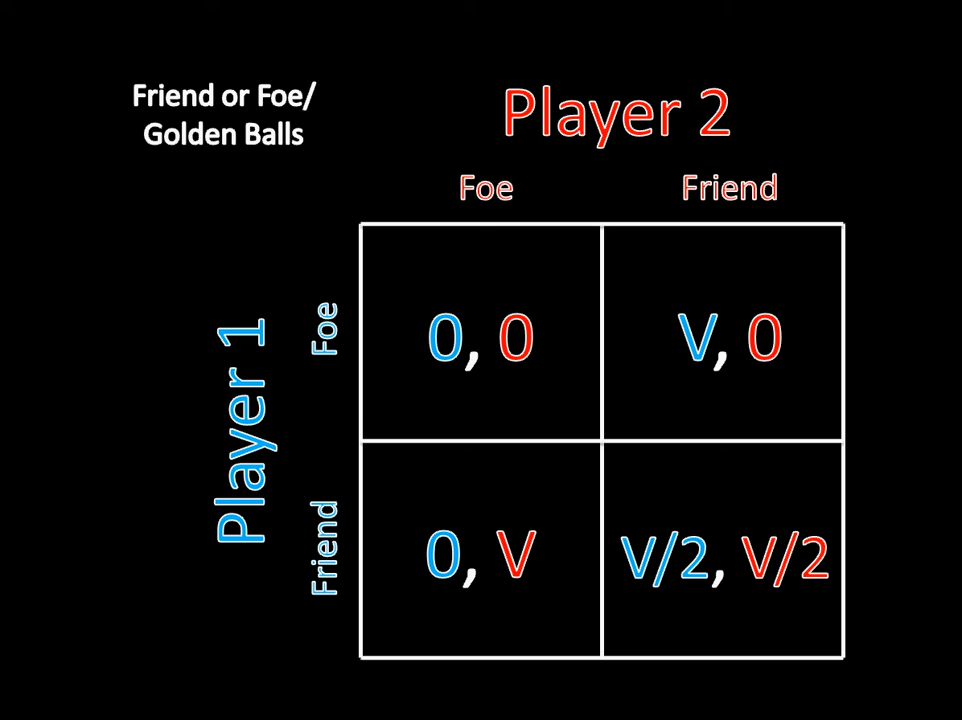 Friend or Foe/
Golden Balls
Player 2
Foe Friend
Player 1
Foe
0, 0 V, 0
Friend
0, V V/2, V/2